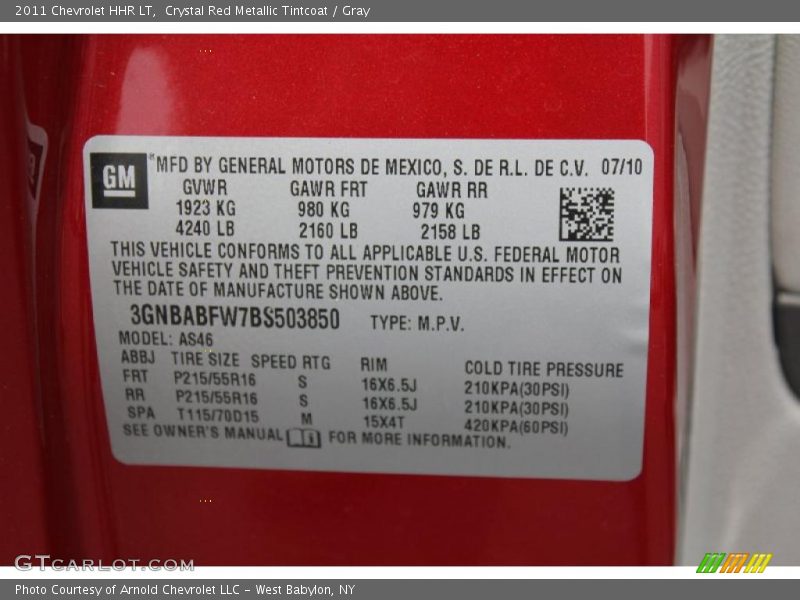 2011 Chevrolet HHR LT,  Crystal Red Metallic Tintcoat / Gray
GM
MFD BY GENERAL MOTORS DE MEXICO, S. DE R.L. DE C.V. 07/10
GVWR GAWR FRT GAWR RR
1923 KG 980 KG 979 KG
4240 LB 2160 LB 2158 LB
THIS VEHICLE CONFORMS TO ALL APPLICABLE U.S. FEDERAL MOTOR
VEHICLE SAFETY AND THEFT PREVENTION STANDARDS IN EFFECT ON
THE DATE OF MANUFACTURE SHOWN ABOVE.
3GNBABFW7BS503850 TYPE: M.P.V.
MODEL: AS46
ABBJ TIRE SIZE SPEED RTG RIM COLD TIRE PRESSURE
FRT P215/55R16 S 16X6.5J 210KPA(30PSI)
RR P215/55R16 S 16X6.5J 210KPA(30PSI)
SPA T115/70D15 M 15X4T 420KPA(60PSI)
SEE OWNER'S MANUAL FOR MORE INFORMATION.
GTCARLOT.COM
Photo Courtesy of Arnold Chevrolet LLC - West Babylon, NY